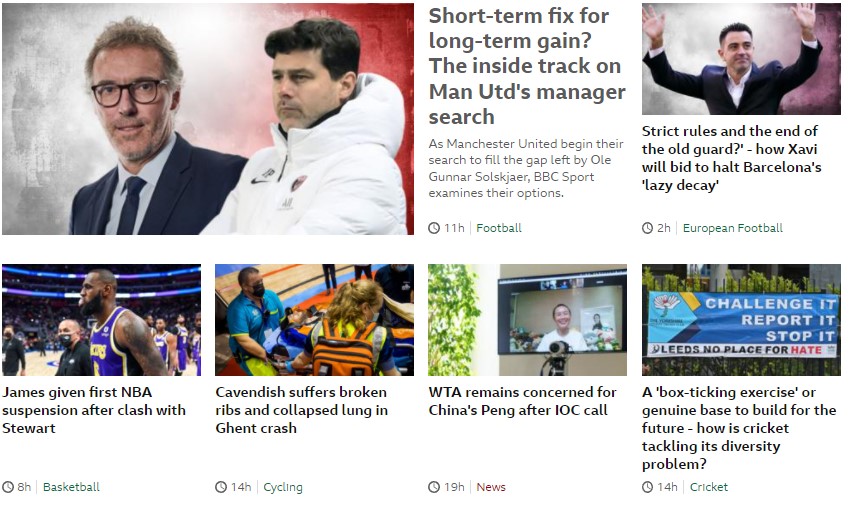 Short-term fix for
long-term gain?
The inside track on
Man Utd's manager
search
As Manchester United begin their
search to fill the gap left by Ole
Gunnar Solskjaer, BBC Sport
examines their options.
11h Football
Strict rules and the end of
the old guard?' - how Xavi
will bid to halt Barcelona's
'lazy decay'
2h European Football
James given first NBA
suspension after clash with
Stewart
8h Basketball
Cavendish suffers broken
ribs and collapsed lung in
Ghent crash
14h Cycling
WTA remains concerned for
China's Peng after IOC call
19h News
CHALLENGE IT
REPORT IT
STOP IT
LEEDS NO PLACE FOR HATE
A 'box-ticking exercise' or
genuine base to build for the
future - how is cricket
tackling its diversity
problem?
14h Cricket